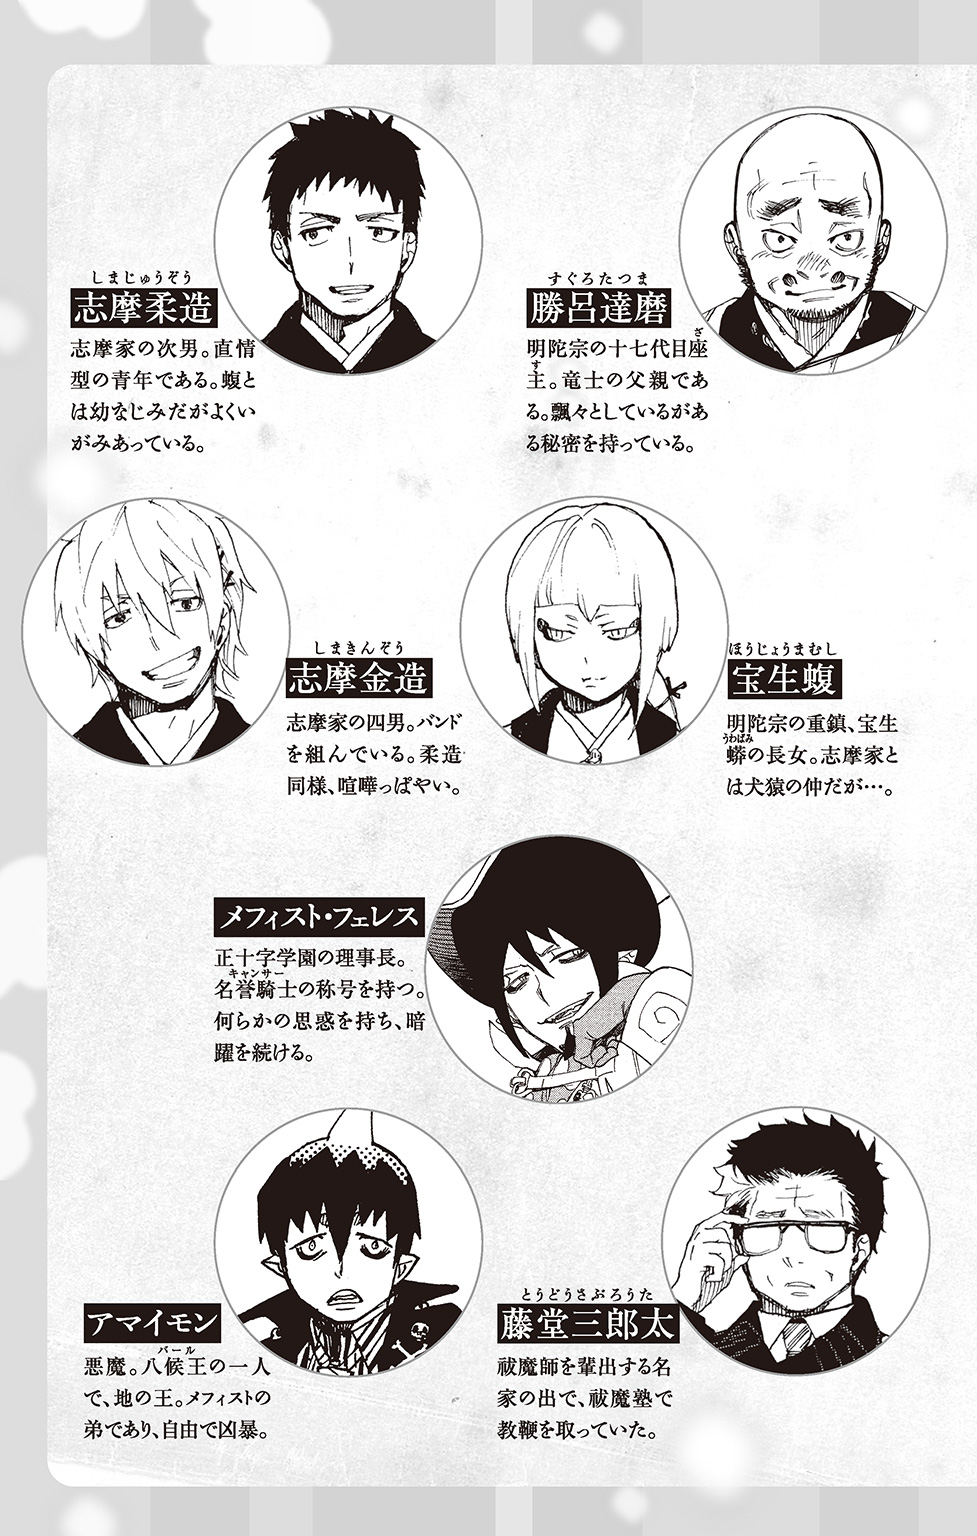 すぐろたつま
勝呂達磨
ざ
明陀宗の十七代目座
す
主。竜士の父親であ
る。飄々としているがあ
る秘密を持っている。
しまじゅうぞう
志摩柔造
志摩家の次男。直情
型の青年である。蝮と
は幼なじみだがよくい
がみあっている。
ほうじょうまむし
宝生蝮
明陀宗の重鎮、宝生
うわばみ
蟒の長女。志摩家と
は犬猿の仲だが…。
しまきんぞう
志摩金造
志摩家の四男。バンド
を組んでいる。柔造
同様、喧嘩っぱやい。
メフィスト・フェレス
正十字学園の理事長。
キャンサー
名誉騎士の称号を持つ。
何らかの思惑を持ち、暗
躍を続ける。
とうどうさぶろうた
藤堂三郎太
祓魔師を輩出する名
家の出で、祓魔塾で
教鞭を取っていた。
アマイモン
バール
悪魔。八候王の一人
で、地の王。メフィストの
弟であり、自由で凶暴。